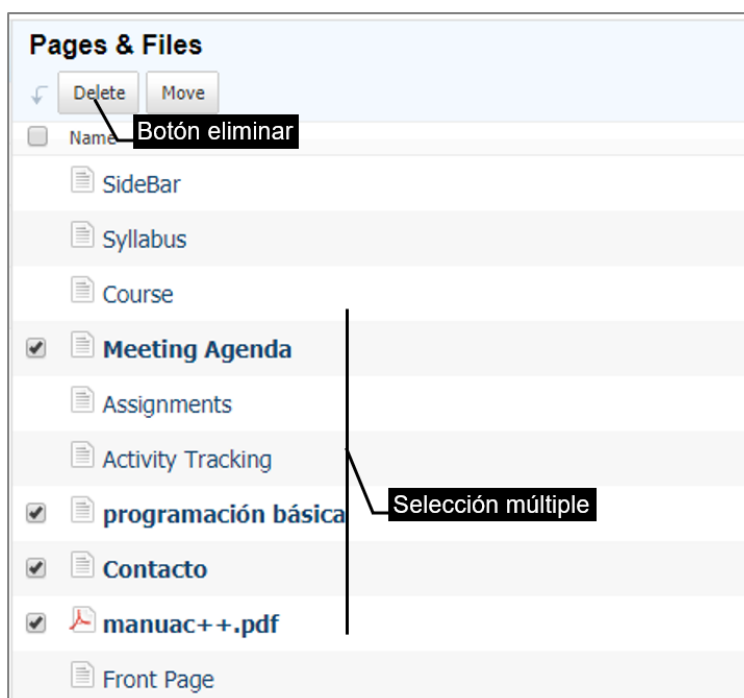 Pages & Files
Delete Move
Botón eliminar
Name
SideBar
Syllabus
Course
Meeting Agenda
Assignments
Activity Tracking
programación básica
Selección múltiple
Contacto
manuac++.pdf
Front Page